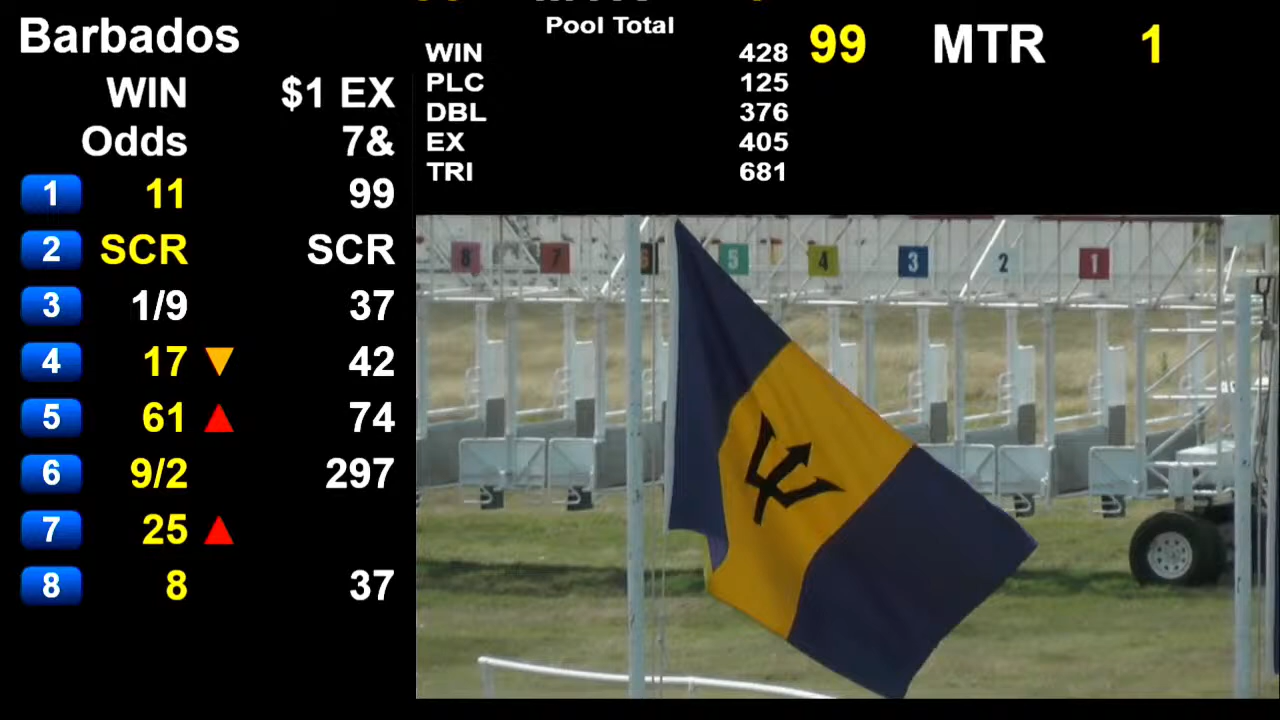 Barbados
WIN $1 EX
Odds 7&
1 11 99
2 SCR SCR
3 1/9 37
4 17 42
5 61 74
6 9/2 297
7 25
8 8 37
Pool Total
WIN 428
PLC 125
DBL 376
EX 405
TRI 681
99 MTR 1
8 7 6 5 4 3 2 1